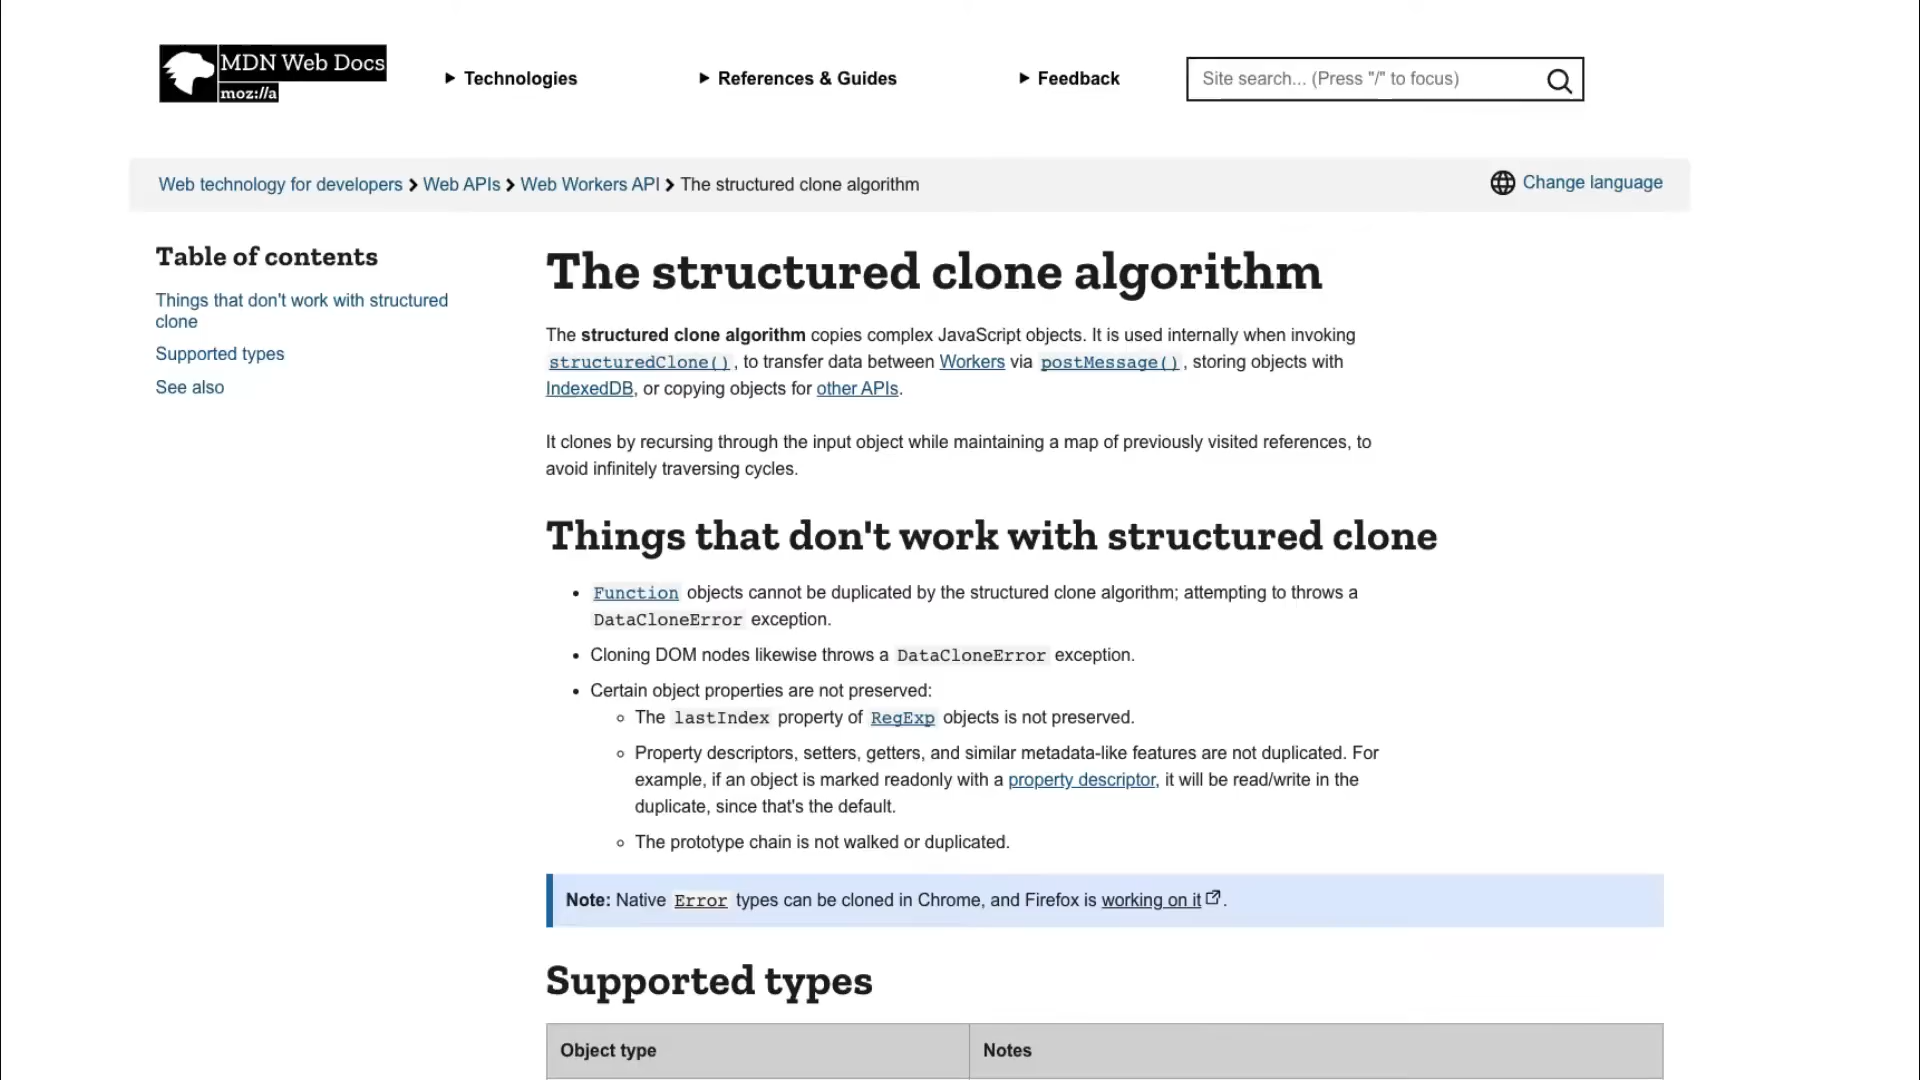 MDN Web Docs
moz://a
Technologies
References & Guides
Feedback
Site search... (Press "/" to focus)
Web technology for developers
Web APIs
Web Workers API
The structured clone algorithm
Change language
Table of contents
Things that don't work with structured
clone
Supported types
See also
The structured clone algorithm
The structured clone algorithm copies complex JavaScript objects. It is used internally when invoking
structuredClone(), to transfer data between Workers via postMessage(), storing objects with
IndexedDB, or copying objects for other APIs.
It clones by recursing through the input object while maintaining a map of previously visited references, to
avoid infinitely traversing cycles.
Things that don't work with structured clone
• Function objects cannot be duplicated by the structured clone algorithm; attempting to throws a
DataCloneError exception.
• Cloning DOM nodes likewise throws a DataCloneError exception.
• Certain object properties are not preserved:
○ The lastIndex property of RegExp objects is not preserved.
○ Property descriptors, setters, getters, and similar metadata-like features are not duplicated. For
example, if an object is marked readonly with a property descriptor, it will be read/write in the
duplicate, since that's the default.
○ The prototype chain is not walked or duplicated.
Note: Native Error types can be cloned in Chrome, and Firefox is working on it.
Supported types
Object type
Notes